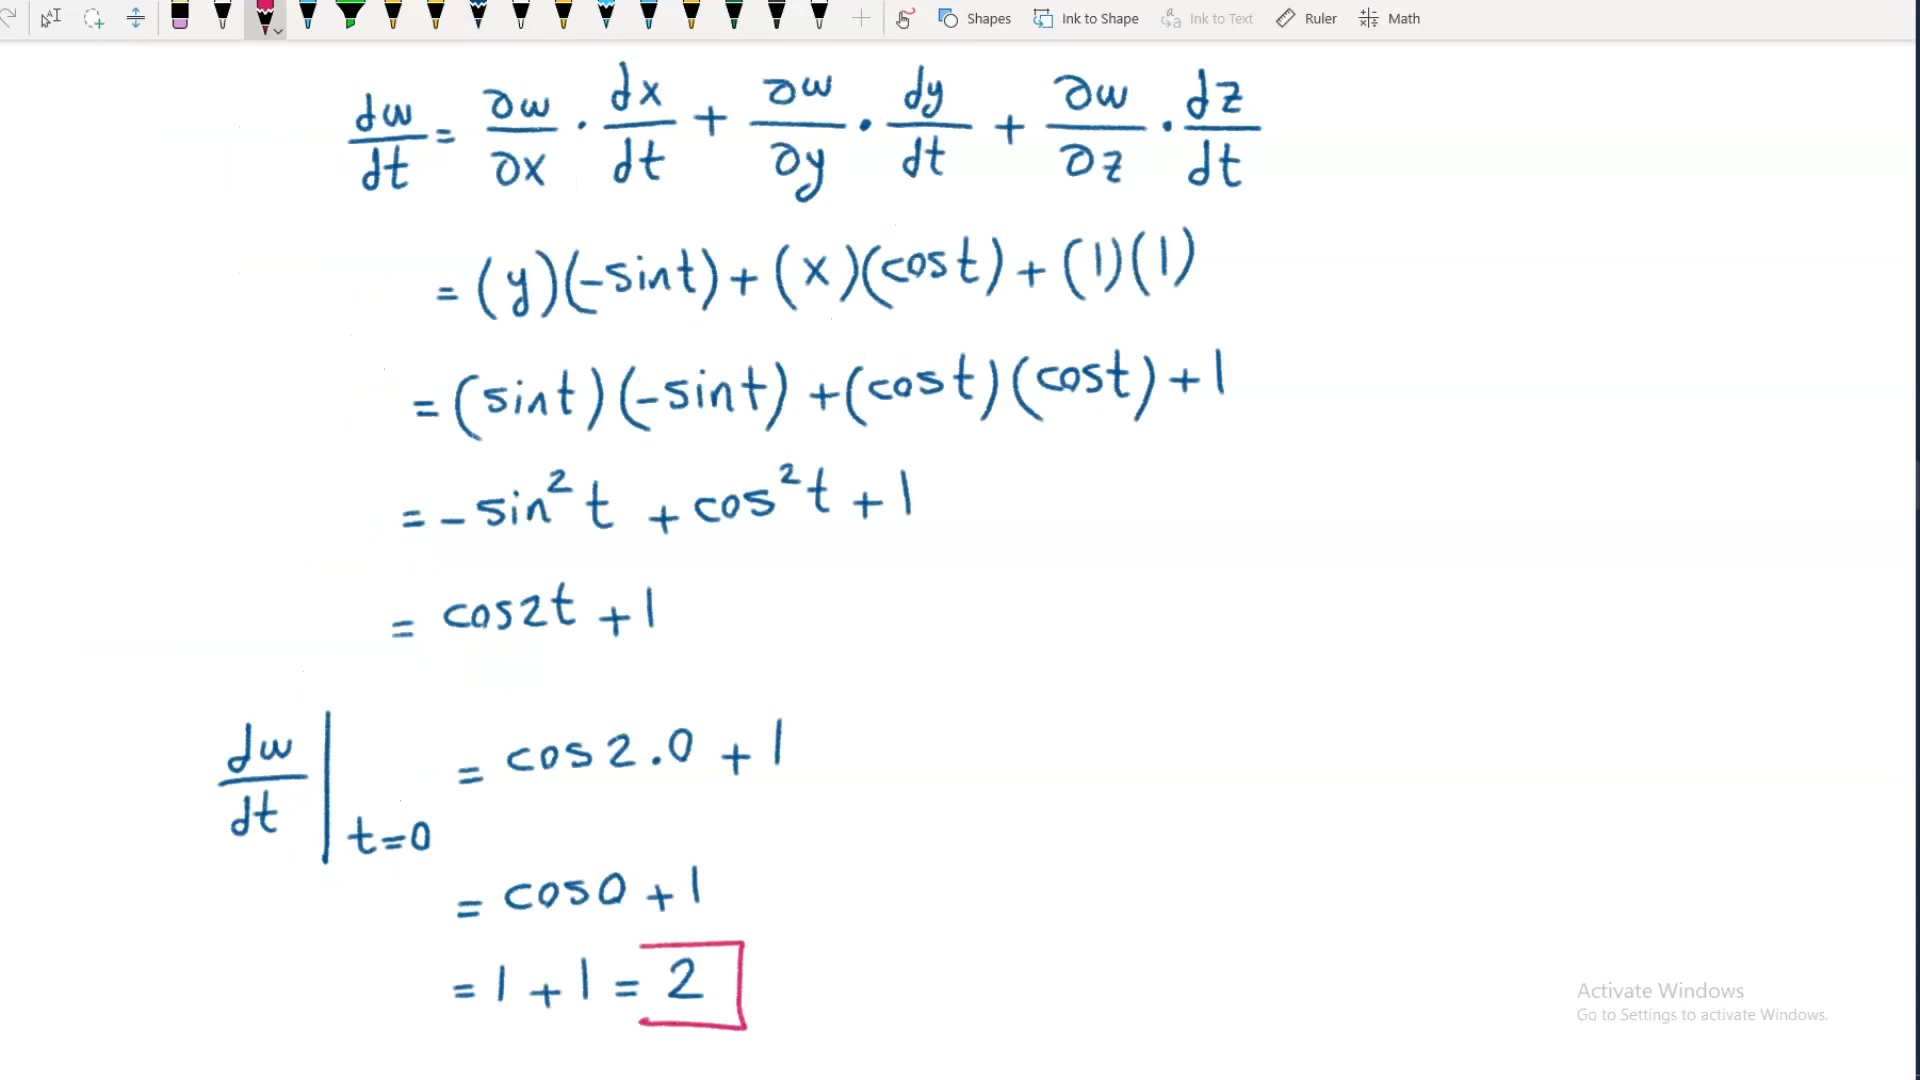 Shapes Ink to Shape Ink to Text Ruler Math
dw/dt = ∂w/∂x · dx/dt + ∂w/∂y · dy/dt + ∂w/∂z · dz/dt
= (y)(-sint) + (x)(cost) + (1)(1)
= (sint)(-sint) + (cost)(cost) + 1
= - sin²t + cos²t + 1
= cos2t + 1
dw/dt |t=0 = cos2.0 + 1
= cos0 + 1
= 1 + 1 = 2
Activate Windows
Go to Settings to activate Windows.